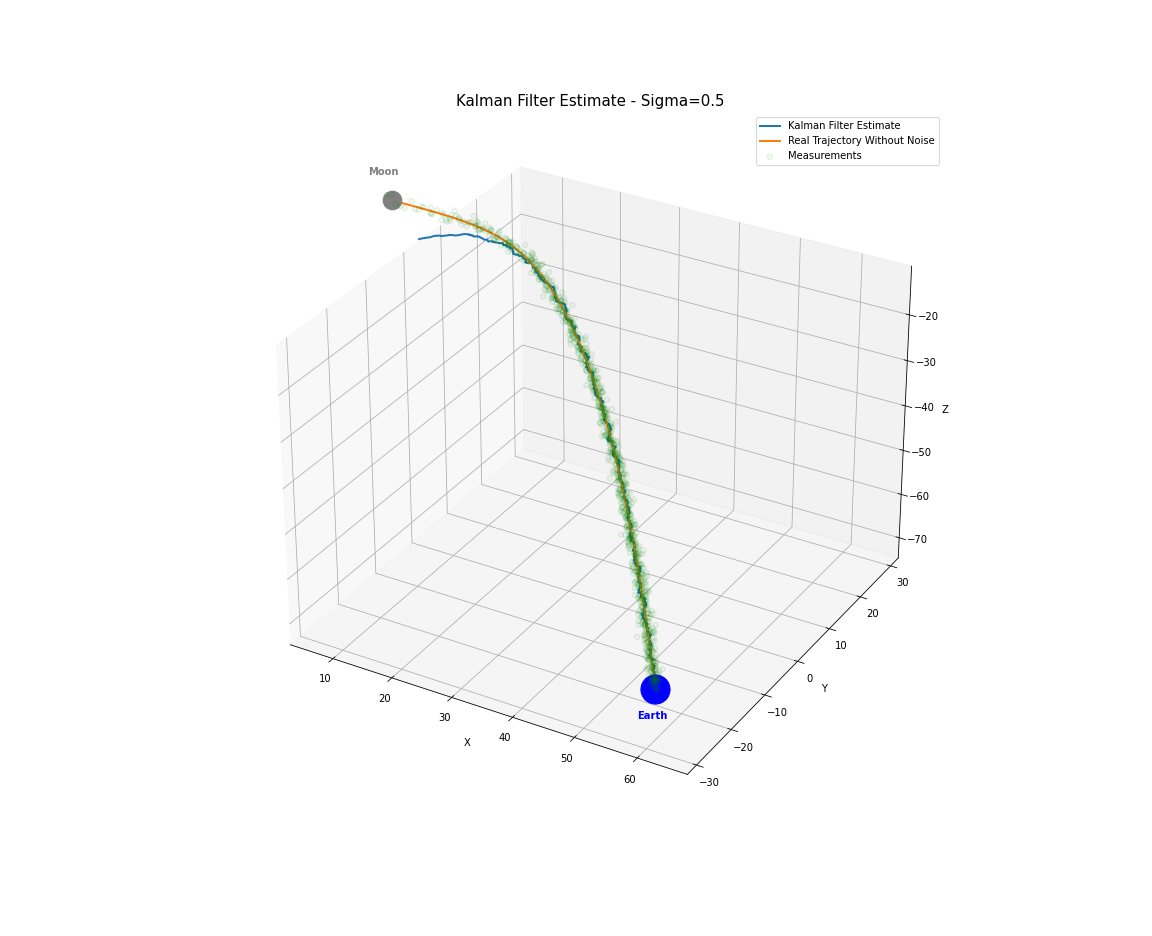 Kalman Filter Estimate - Sigma=0.5
Kalman Filter Estimate
Real Trajectory Without Noise
Measurements
Moon
−20
−30
−40
Z
−50
−60
−70
30
20
10
0
Y
−10
−20
−30
10
20
30
40
50
60
X
Earth